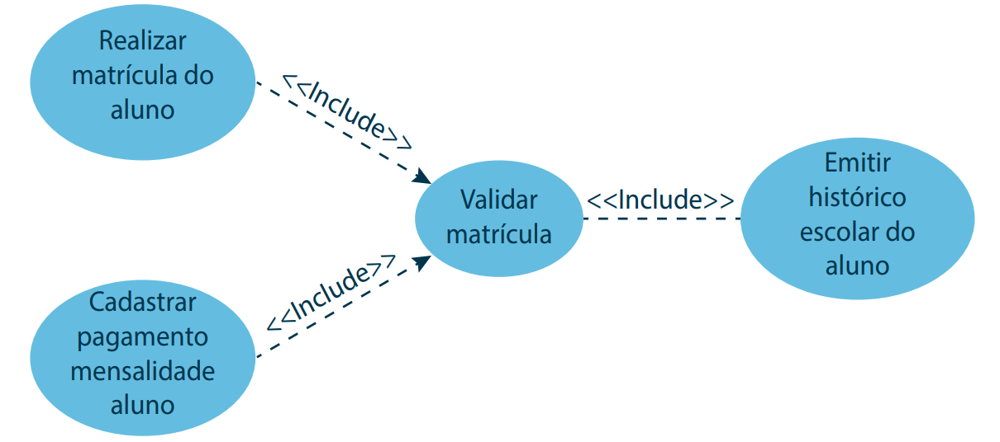 Realizar
matrícula do
aluno
<<Include>>
Validar
matrícula
<<Include>>
Emitir
histórico
escolar do
aluno
<<Include>>
Cadastrar
pagamento
mensalidade
aluno